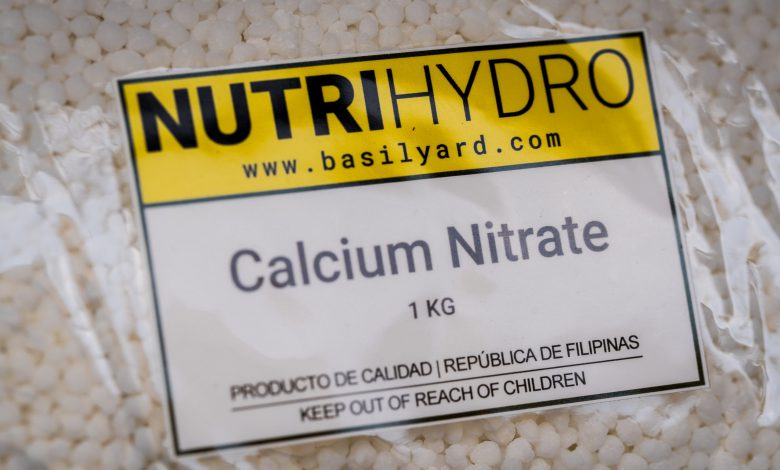 NUTRIHYDRO
www.basilyard.com
Calcium Nitrate
1 KG
PRODUCTO DE CALIDAD | REPÚBLICA DE FILIPINAS
KEEP OUT OF REACH OF CHILDREN